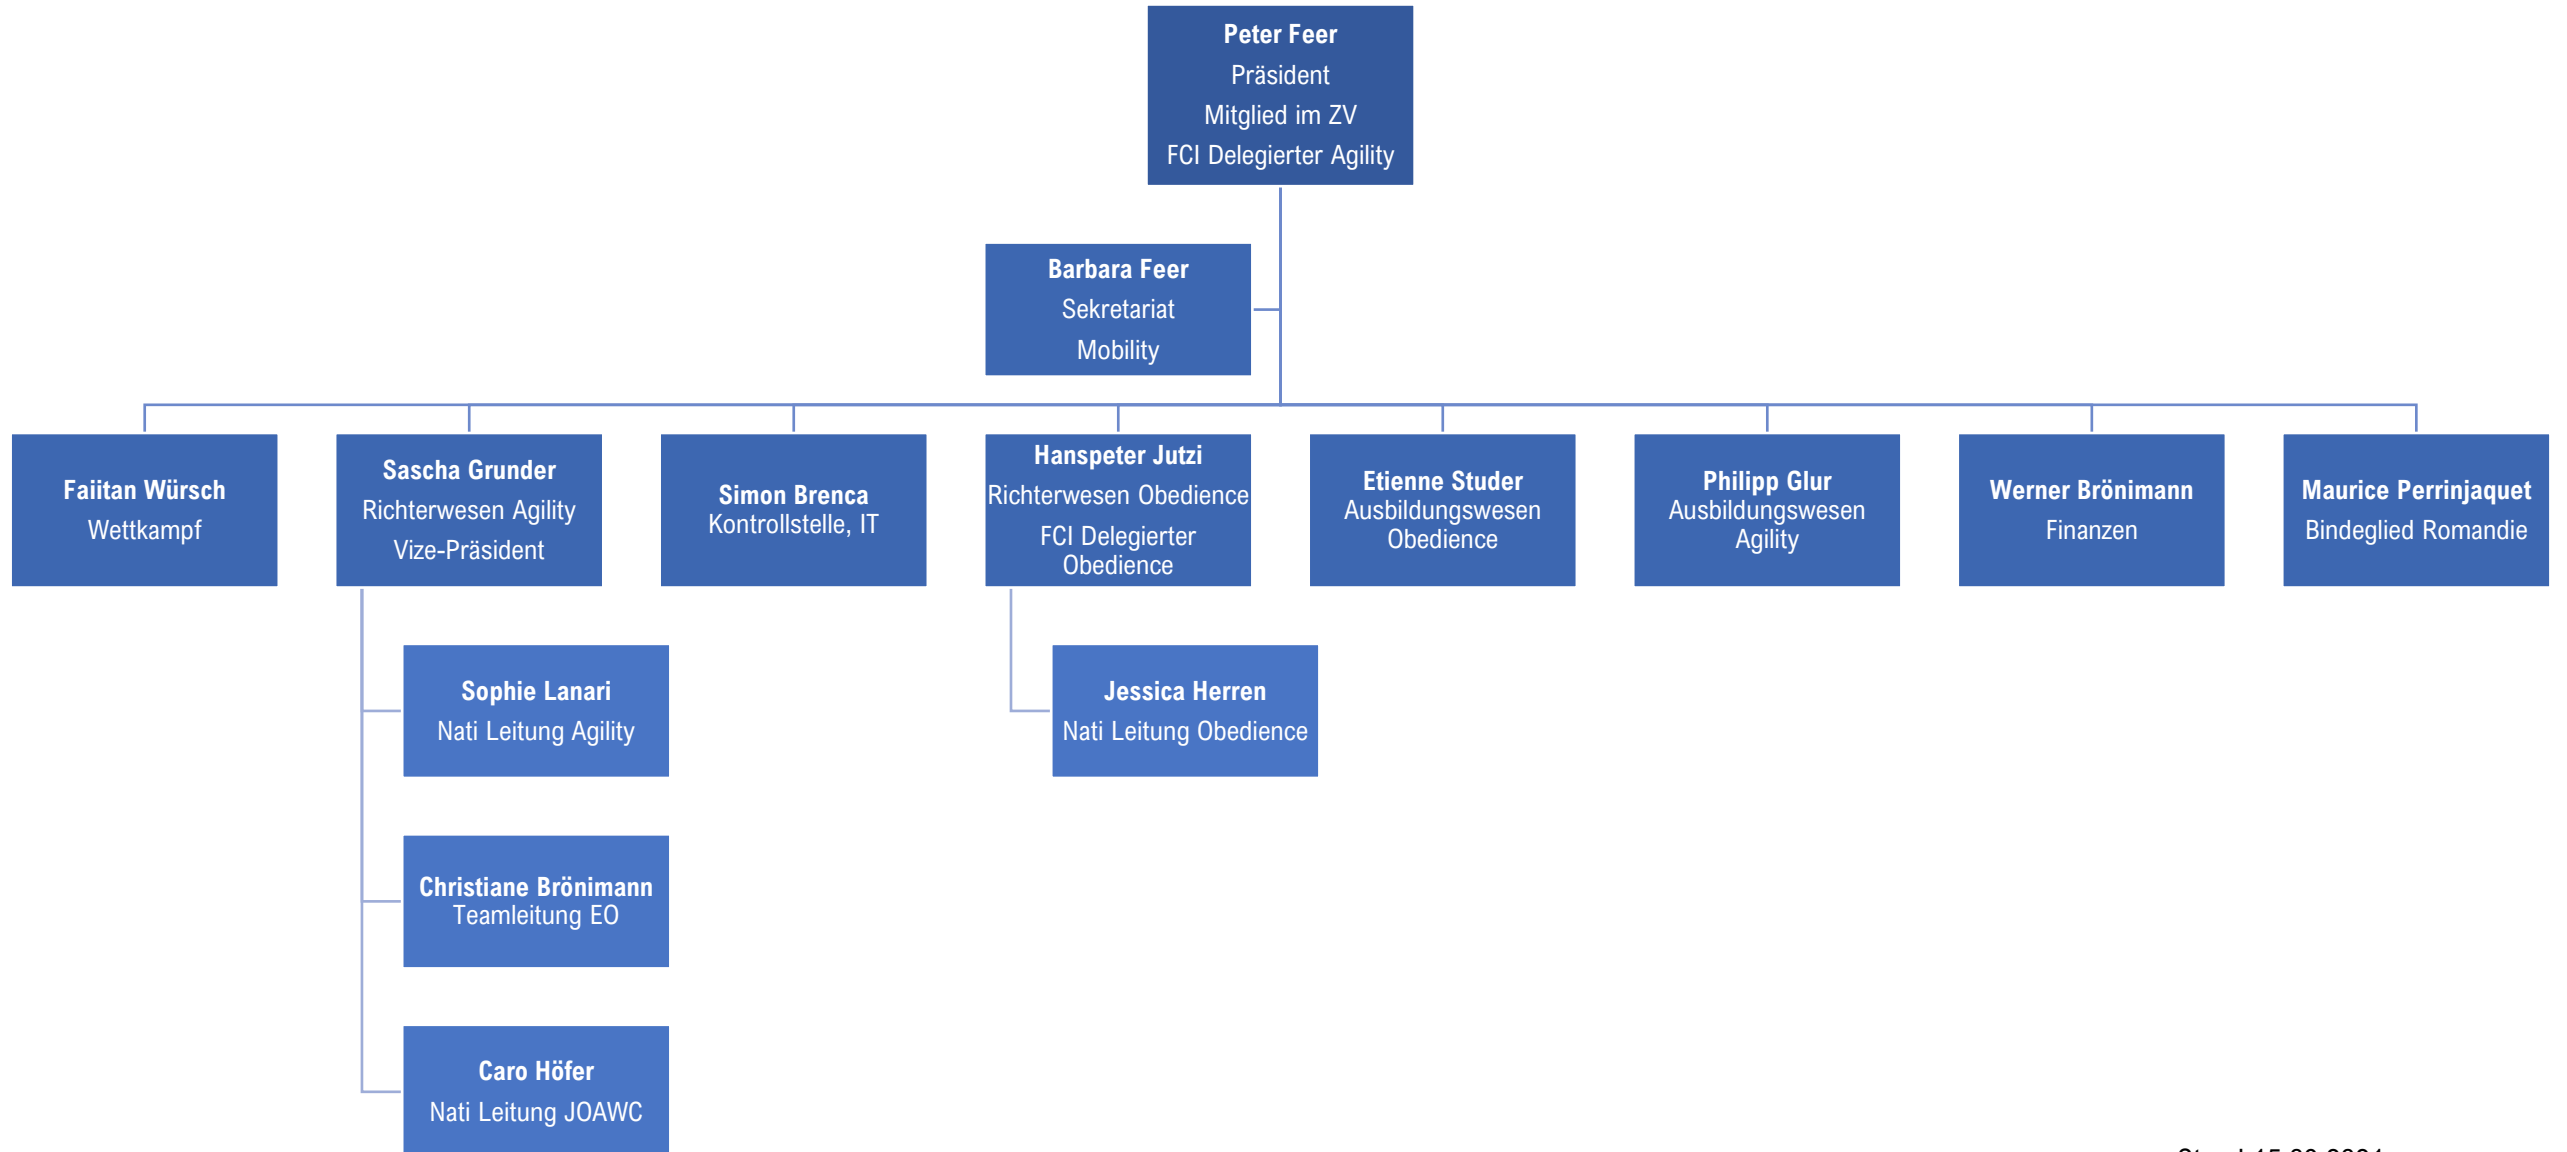 Peter Feer
Präsident
Mitglied im ZV
FCI Delegierter Agility
Barbara Feer
Sekretariat
Mobility
Faiitan Würsch
Wettkampf
Sascha Grunder
Richterwesen Agility
Vize-Präsident
Simon Brenca
Kontrollstelle, IT
Hanspeter Jutzi
Richterwesen Obedience
FCI Delegierter
Obedience
Etienne Studer
Ausbildungswesen
Obedience
Philipp Glur
Ausbildungswesen
Agility
Werner Brönimann
Finanzen
Maurice Perrinjaquet
Bindeglied Romandie
Sophie Lanari
Nati Leitung Agility
Christiane Brönimann
Teamleitung EO
Caro Höfer
Nati Leitung JOAWC
Jessica Herren
Nati Leitung Obedience